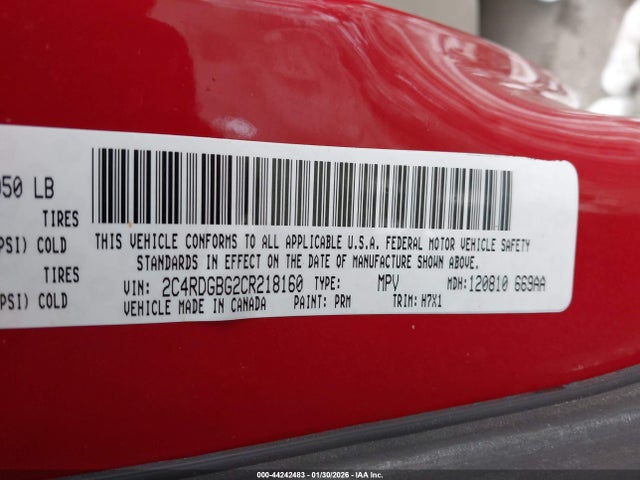 050 LB
TIRES
PSI) COLD
TIRES
PSI) COLD
THIS VEHICLE CONFORMS TO ALL APPLICABLE U.S.A. FEDERAL MOTOR VEHICLE SAFETY
STANDARDS IN EFFECT ON THE DATE OF MANUFACTURE SHOWN ABOVE.
VIN: 2C4RDGBG2CR218160 TYPE: MPV MDH: 120810 669AA
VEHICLE MADE IN CANADA PAINT: PRM TRIM: H7X1
000-44242483 | 01/30/2026 - IAA Inc.